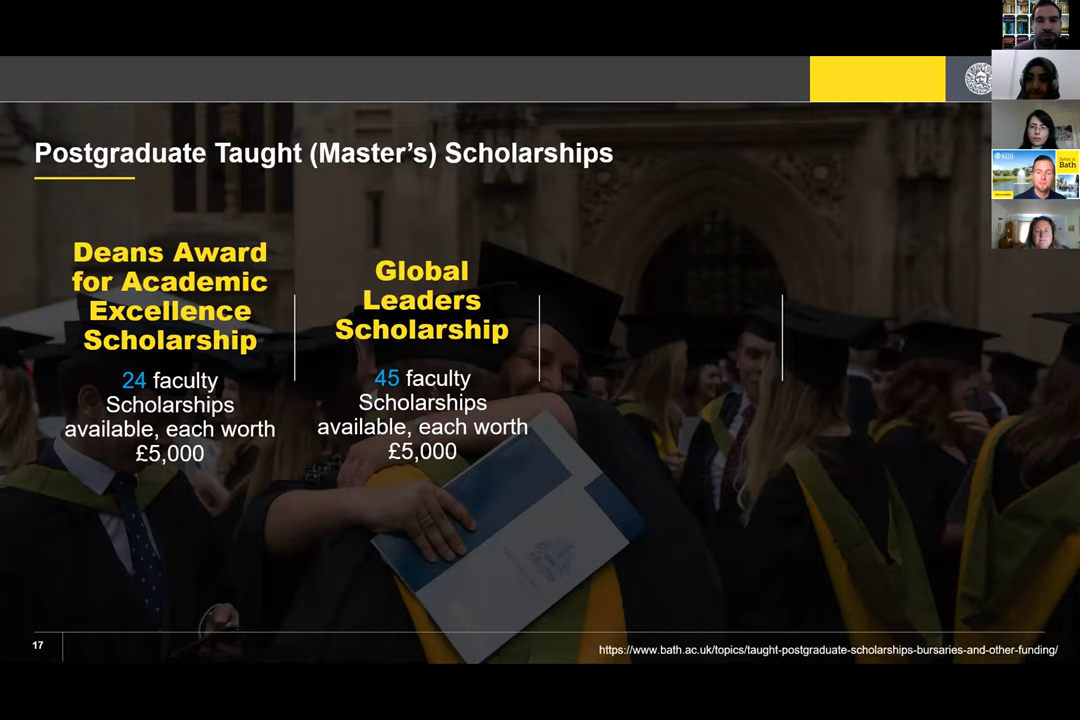 Postgraduate Taught (Master's) Scholarships
Deans Award
for Academic
Excellence
Scholarship
24 faculty
Scholarships
available, each worth
£5,000
Global
Leaders
Scholarship
45 faculty
Scholarships
available, each worth
£5,000
17
https://www.bath.ac.uk/topics/taught-postgraduate-scholarships-bursaries-and-other-funding/
Bath